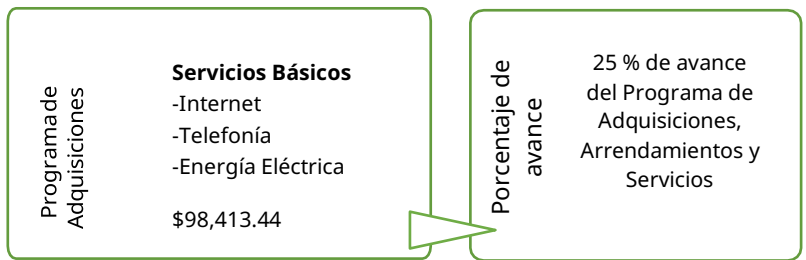 Programa de
Adquisiciones
Servicios Básicos
-Internet
-Telefonía
-Energía Eléctrica
$98,413.44
Porcentaje de
avance
25 % de avance
del Programa de
Adquisiciones,
Arrendamientos y
Servicios